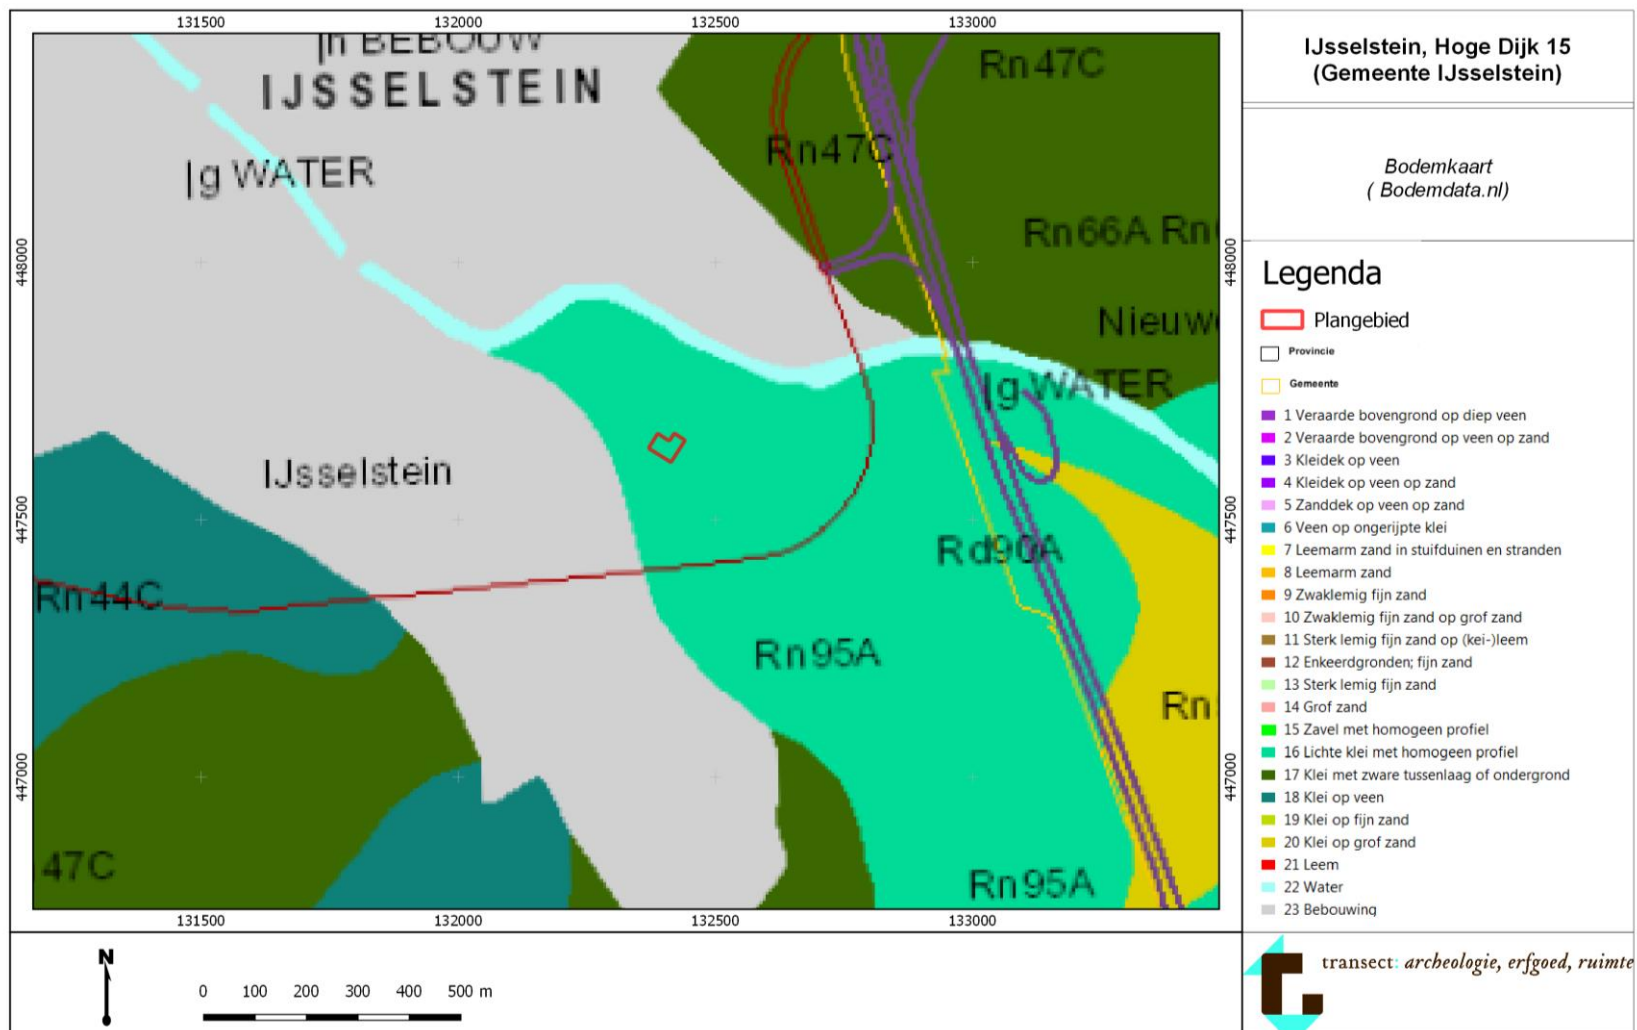 131500 132000 132500 133000
|n BEBOUW
IJSSELSTEIN
|g WATER
Rn47C
Rn47C
Rn66A Rn
448000
448000
Nieuw
|g WATER
IJsselstein
447500
447500
Rd90A
Rn44C
Rn95A
Rn
447000
447000
47C
Rn95A
131500 132000 132500 133000
N
0 100 200 300 400 500 m
IJsselstein, Hoge Dijk 15
(Gemeente IJsselstein)
Bodemkaart
( Bodemdata.nl)
Legenda
Plangebied
Provincie
Gemeente
1 Veraarde bovengrond op diep veen
2 Veraarde bovengrond op veen op zand
3 Kleidek op veen
4 Kleidek op veen op zand
5 Zanddek op veen op zand
6 Veen op ongerijpte klei
7 Leemarm zand in stuifduinen en stranden
8 Leemarm zand
9 Zwaklemig fijn zand
10 Zwaklemig fijn zand op grof zand
11 Sterk lemig fijn zand op (kei-)leem
12 Enkeerdgronden; fijn zand
13 Sterk lemig fijn zand
14 Grof zand
15 Zavel met homogeen profiel
16 Lichte klei met homogeen profiel
17 Klei met zware tussenlaag of ondergrond
18 Klei op veen
19 Klei op fijn zand
20 Klei op grof zand
21 Leem
22 Water
23 Bebouwing
transect: archeologie, erfgoed, ruimte